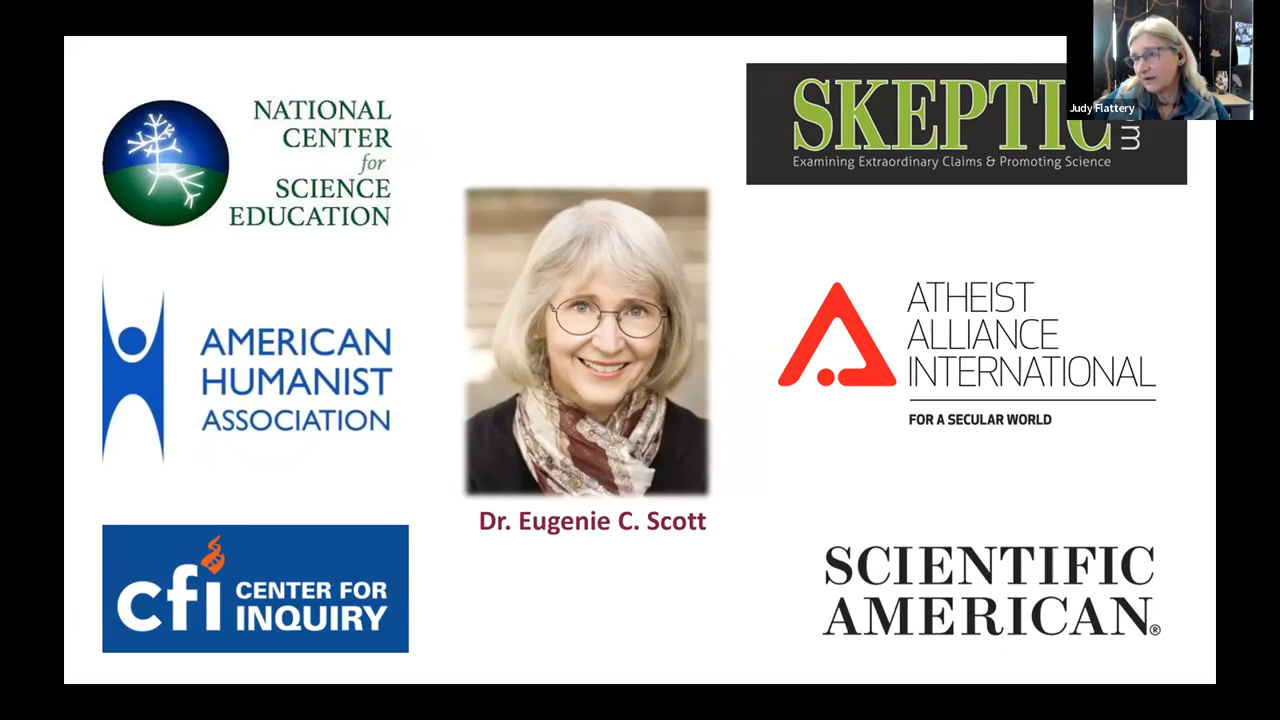 NATIONAL
CENTER
for
SCIENCE
EDUCATION
SKEPTIC
Examining Extraordinary Claims & Promoting Science
Judy Flattery
AMERICAN
HUMANIST
ASSOCIATION
Dr. Eugenie C. Scott
ATHEIST
ALLIANCE
INTERNATIONAL
FOR A SECULAR WORLD
cfi CENTER FOR
INQUIRY
SCIENTIFIC
AMERICAN®